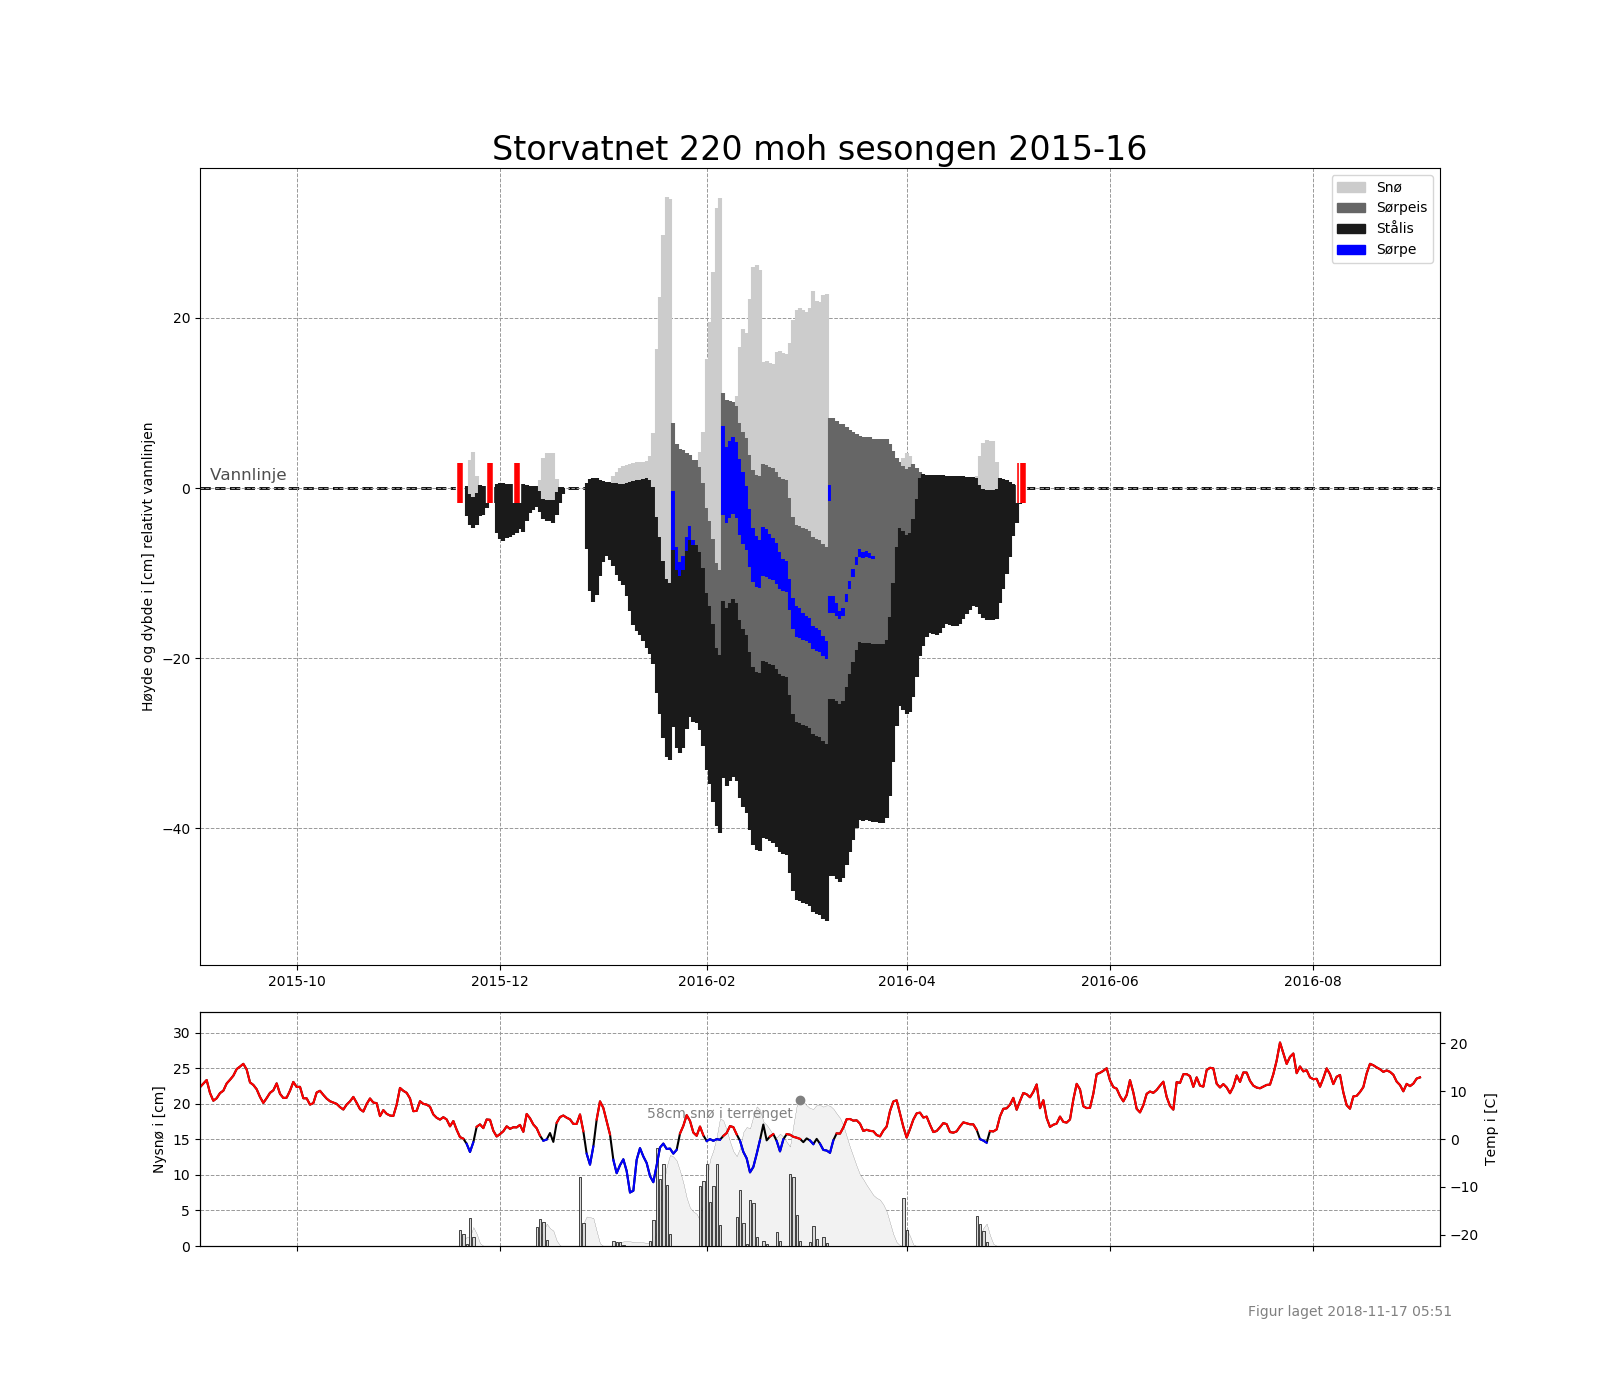 Storvatnet 220 moh sesongen 2015-16
Snø
Sørpeis
Stålis
Sørpe
Høyde og dybde i [cm] relativt vannlinjen
20
0
−20
−40
Vannlinje
2015-10
2015-12
2016-02
2016-04
2016-06
2016-08
Nysnø i [cm]
30
25
20
15
10
5
0
58cm snø i terrenget
20
10
0
−10
−20
Temp i [C]
Figur laget 2018-11-17 05:51